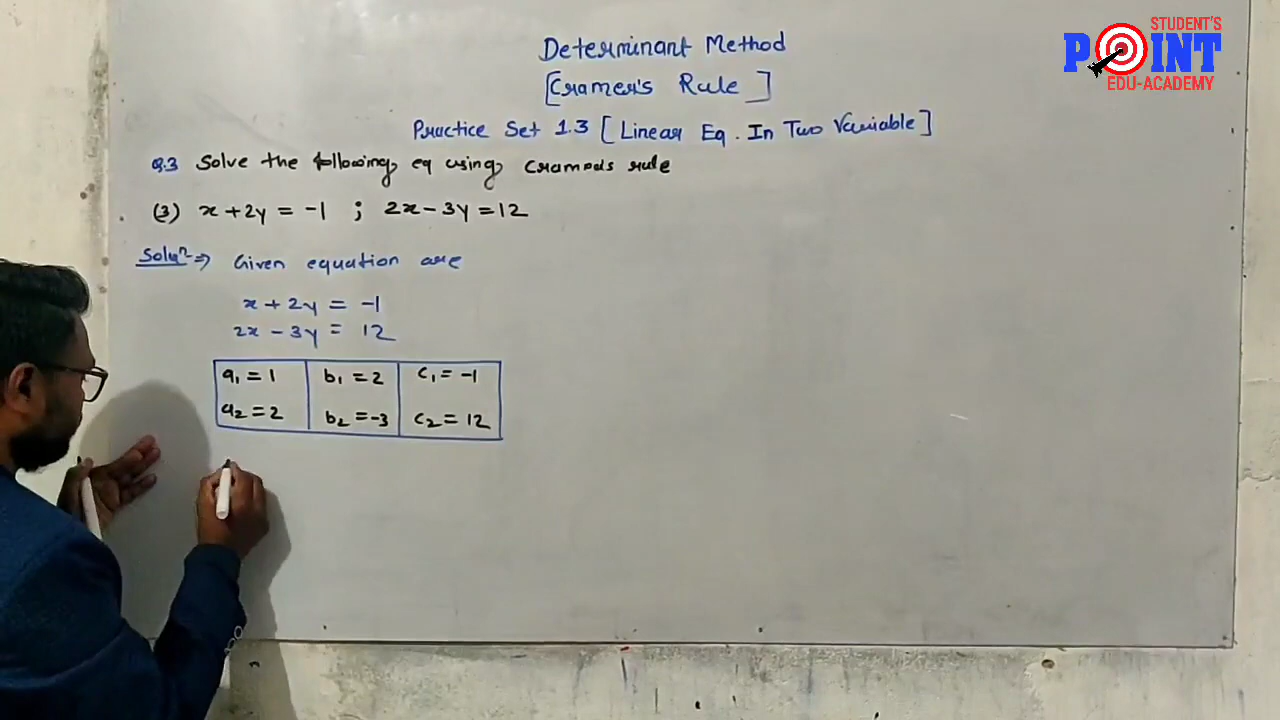 Determinant Method
[Cramer's Rule]
Practice Set 1.3 [Linear Eq. In Two Variable]
Q.3 Solve the following eq using Cramer's rule
(3) x + 2y = -1 ; 2x - 3y = 12
Soluⁿ ⇒ Given equation are
x + 2y = -1
2x - 3y = 12
a₁ = 1 b₁ = 2 c₁ = -1
a₂ = 2 b₂ = -3 c₂ = 12
STUDENT'S
POINT
EDU-ACADEMY